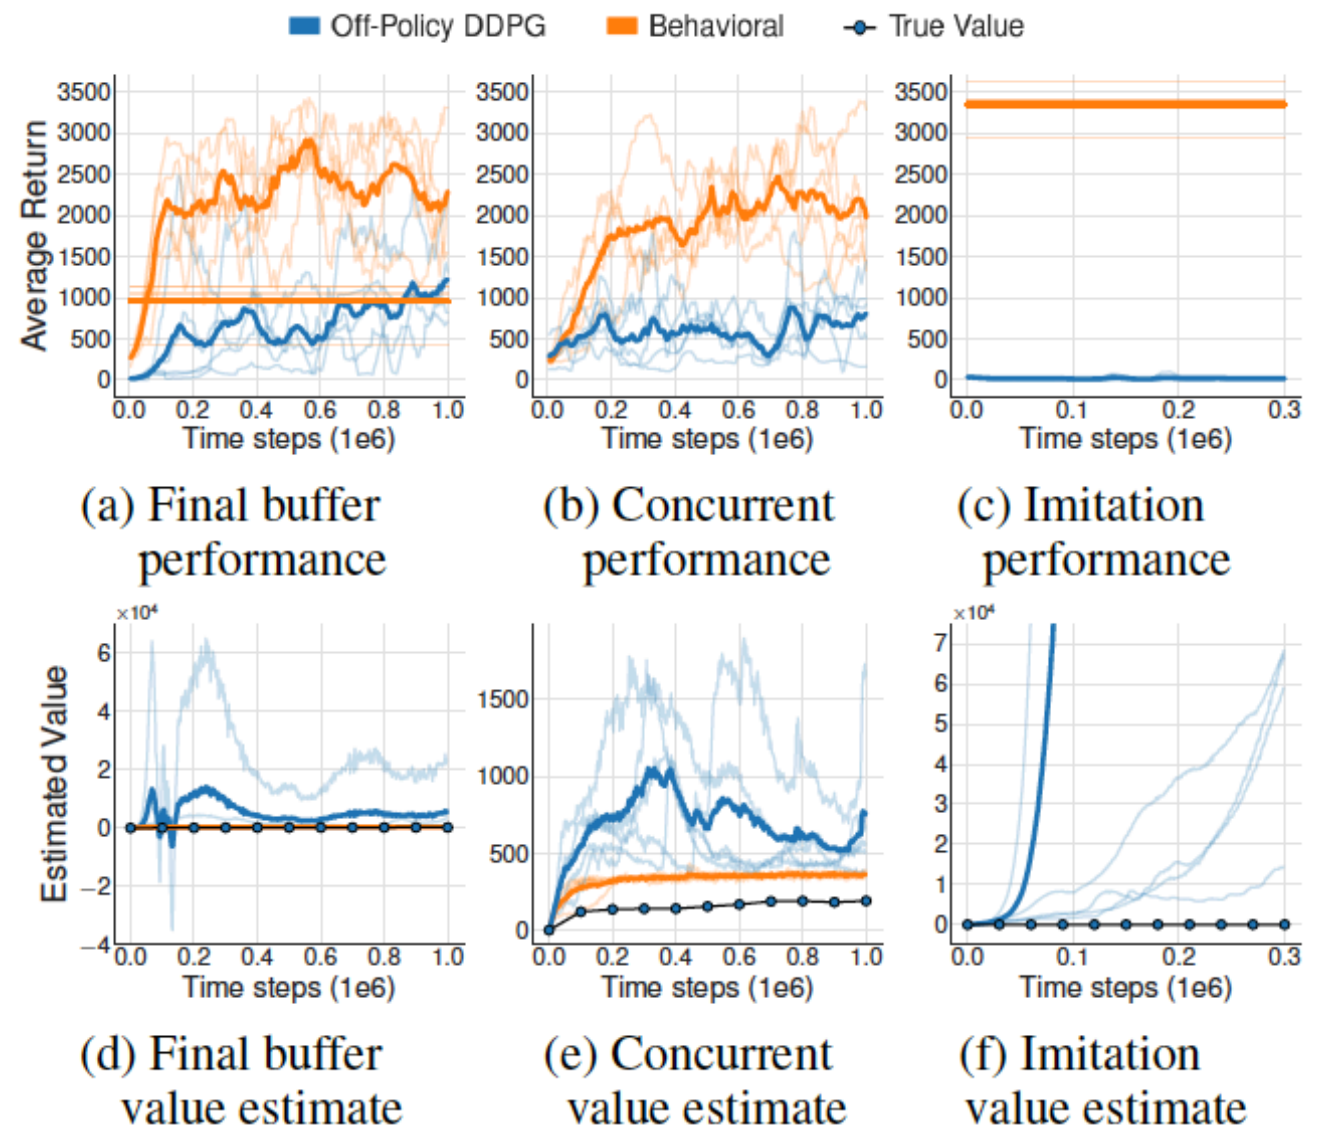 Off-Policy DDPG Behavioral True Value
Average Return
3500 3000 2500 2000 1500 1000 500 0
0.0 0.2 0.4 0.6 0.8 1.0
Time steps (1e6)
3500 3000 2500 2000 1500 1000 500 0
0.0 0.2 0.4 0.6 0.8 1.0
Time steps (1e6)
3500 3000 2500 2000 1500 1000 500 0
0.0 0.1 0.2 0.3
Time steps (1e6)
(a) Final buffer
performance
(b) Concurrent
performance
(c) Imitation
performance
Estimated Value
×10⁴
6 4 2 0 −2 −4
0.0 0.2 0.4 0.6 0.8 1.0
Time steps (1e6)
1500 1000 500 0
0.0 0.2 0.4 0.6 0.8 1.0
Time steps (1e6)
×10⁴
7 6 5 4 3 2 1 0
0.0 0.1 0.2 0.3
Time steps (1e6)
(d) Final buffer
value estimate
(e) Concurrent
value estimate
(f) Imitation
value estimate